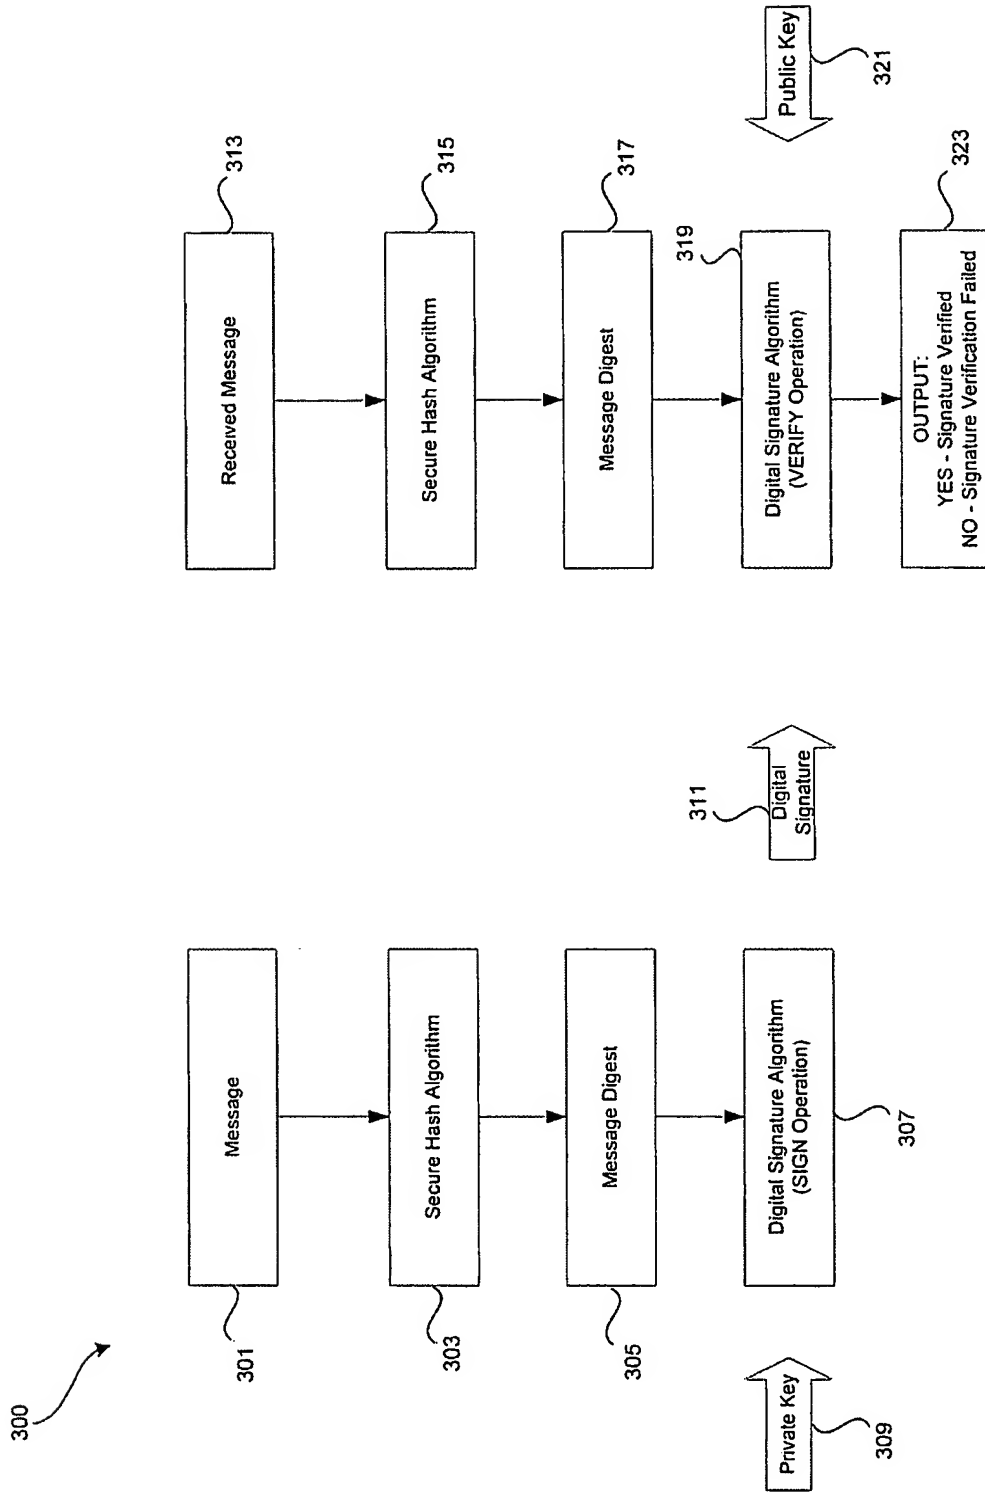 300
Message
301
Secure Hash Algorithm
303
Message Digest
305
Digital Signature Algorithm
(SIGN Operation)
307
Private Key
309
311
Digital
Signature
Received Message
313
Secure Hash Algorithm
315
Message Digest
317
319
Digital Signature Algorithm
(VERIFY Operation)
Public Key
321
OUTPUT:
YES - Signature Verified
NO - Signature Verification Failed
323